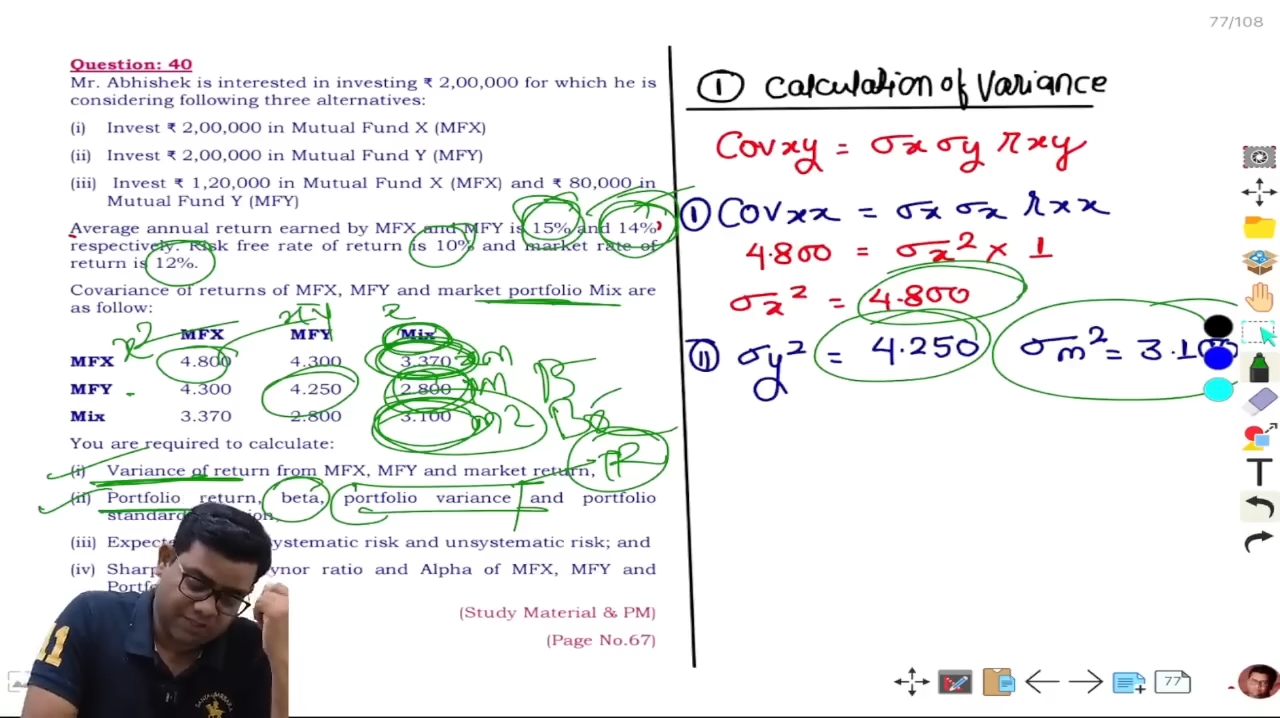 77/108
Question: 40
Mr. Abhishek is interested in investing ₹ 2,00,000 for which he is
considering following three alternatives:
(i) Invest ₹ 2,00,000 in Mutual Fund X (MFX)
(ii) Invest ₹ 2,00,000 in Mutual Fund Y (MFY)
(iii) Invest ₹ 1,20,000 in Mutual Fund X (MFX) and ₹ 80,000 in
Mutual Fund Y (MFY)
Average annual return earned by MFX and MFY is 15% and 14%
respectively. Risk free rate of return is 10% and market rate of
return is 12%.
Covariance of returns of MFX, MFY and market portfolio Mix are
as follow:
MFX MFY Mix
MFX 4.800 4.300 3.370
MFY 4.300 4.250 2.800
Mix 3.370 2.800 3.100
You are required to calculate:
(i) Variance of return from MFX, MFY and market return,
(ii) Portfolio return, beta, portfolio variance and portfolio
(iii) systematic risk and unsystematic risk; and
(iv) ratio and Alpha of MFX, MFY and
(Study Material & PM)
(Page No.67)
① Calculation of Variance
Cov xy = σx σy r xy
① Cov xx = σx σx r xx
4.800 = σx² × 1
σx² = 4.800
② σy² = 4.250 σm² = 3.100
77